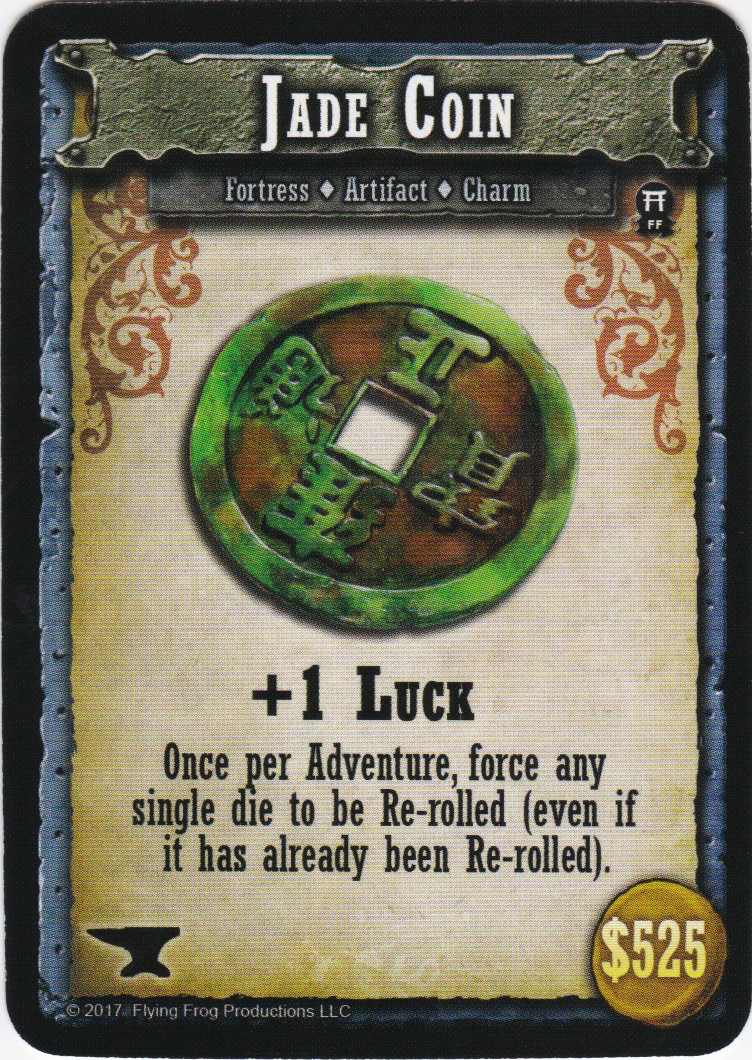 Jade Coin
Fortress ♦ Artifact ♦ Charm
FF
+1 Luck
Once per Adventure, force any
single die to be Re-rolled (even if
it has already been Re-rolled).
$525
© 2017 Flying Frog Productions LLC